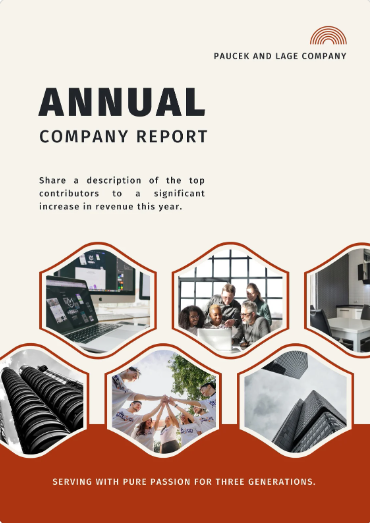 PAUCEK AND LAGE COMPANY
ANNUAL
COMPANY REPORT
Share a description of the top
contributors to a significant
increase in revenue this year.
SERVING WITH PURE PASSION FOR THREE GENERATIONS.